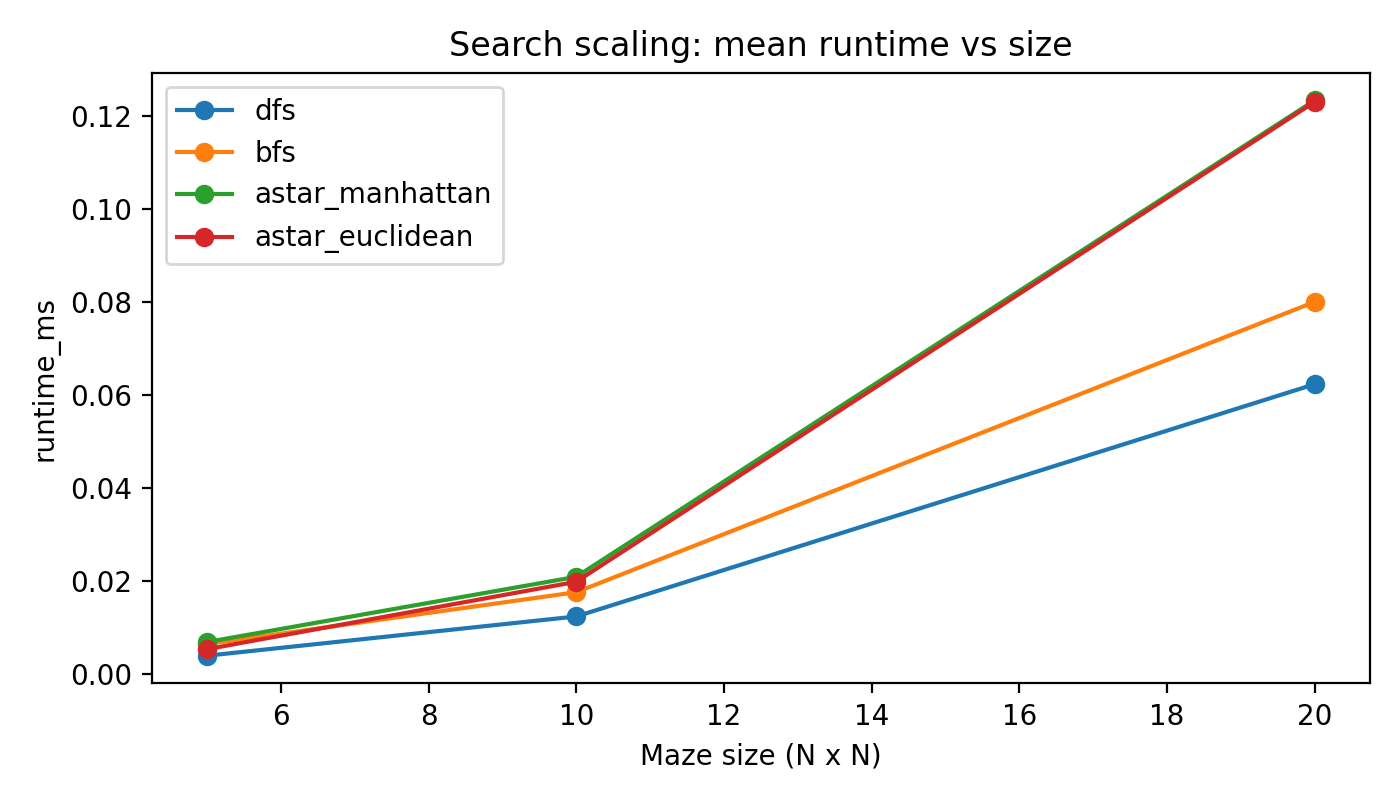 Search scaling: mean runtime vs size
dfs
bfs
astar_manhattan
astar_euclidean
runtime_ms
0.12
0.10
0.08
0.06
0.04
0.02
0.00
6 8 10 12 14 16 18 20
Maze size (N x N)